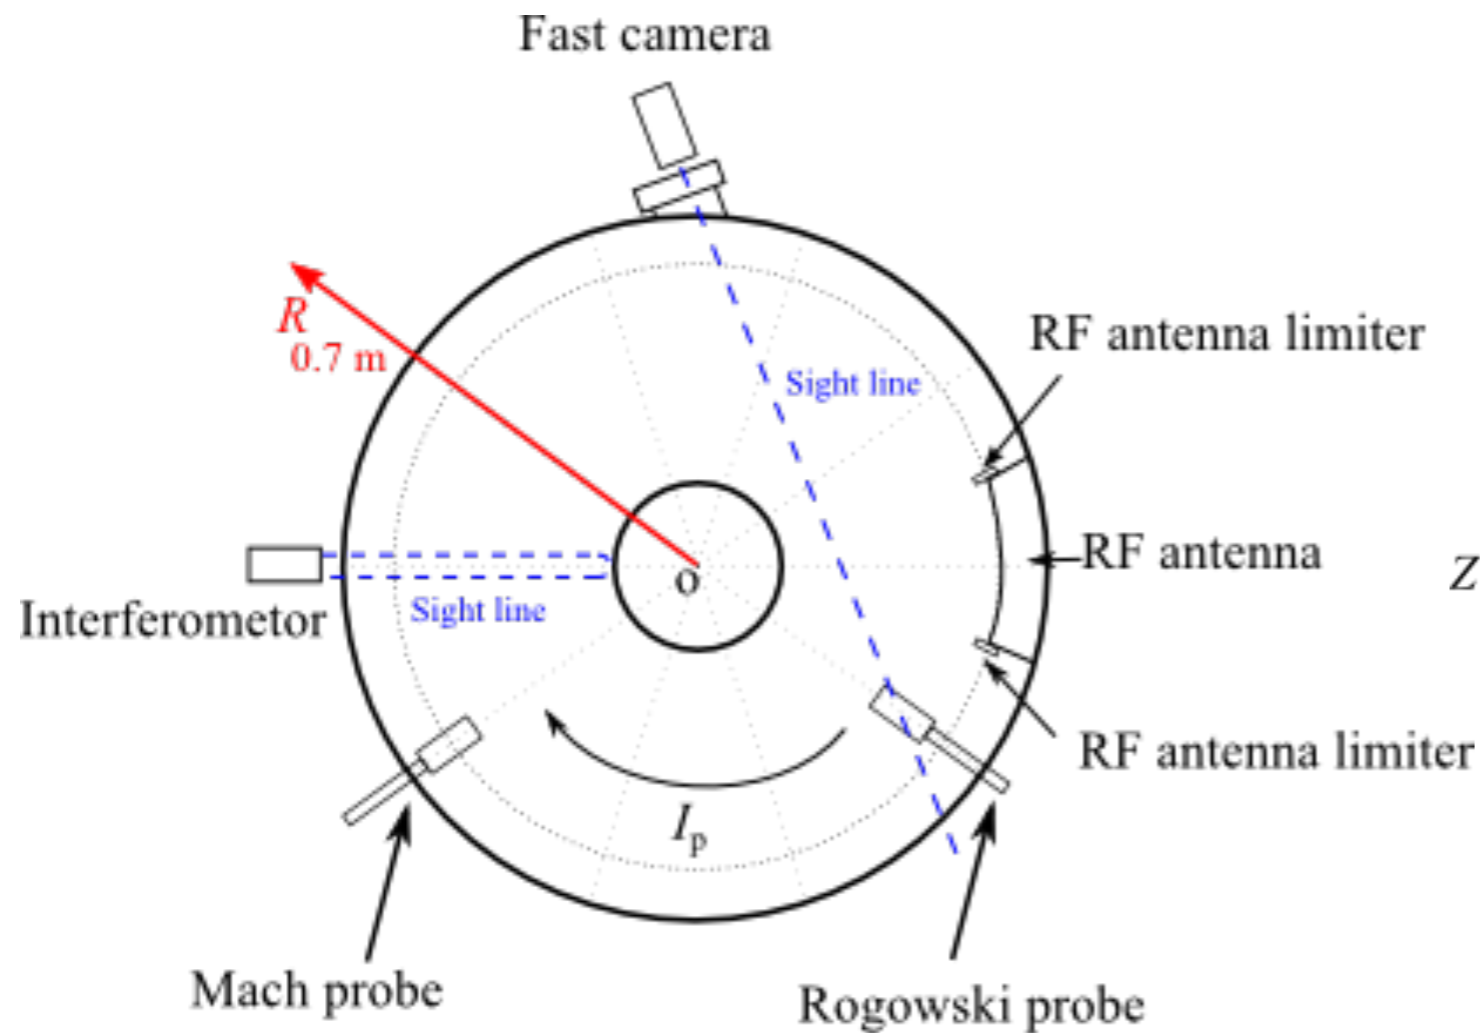 Fast camera
R
0.7 m
Sight line
RF antenna limiter
RF antenna
Z
o
Interferometor
Sight line
RF antenna limiter
Ip
Mach probe
Rogowski probe